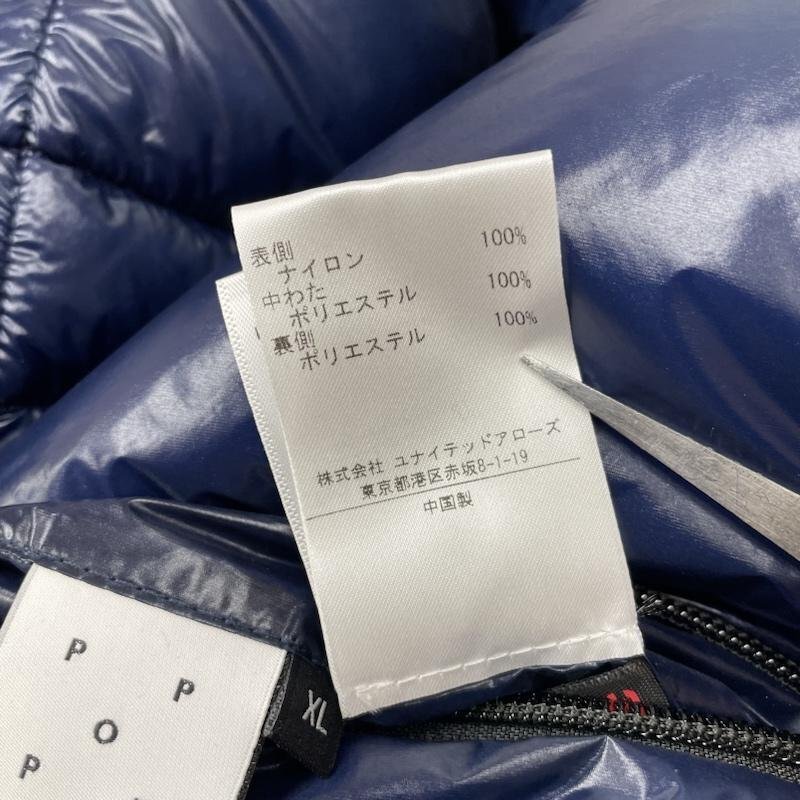 表側
ナイロン 100%
中わた
ポリエステル 100%
裏側
ポリエステル 100%
株式会社 ユナイテッドアローズ
東京都港区赤坂8-1-19
中国製
P P
O
P
XL